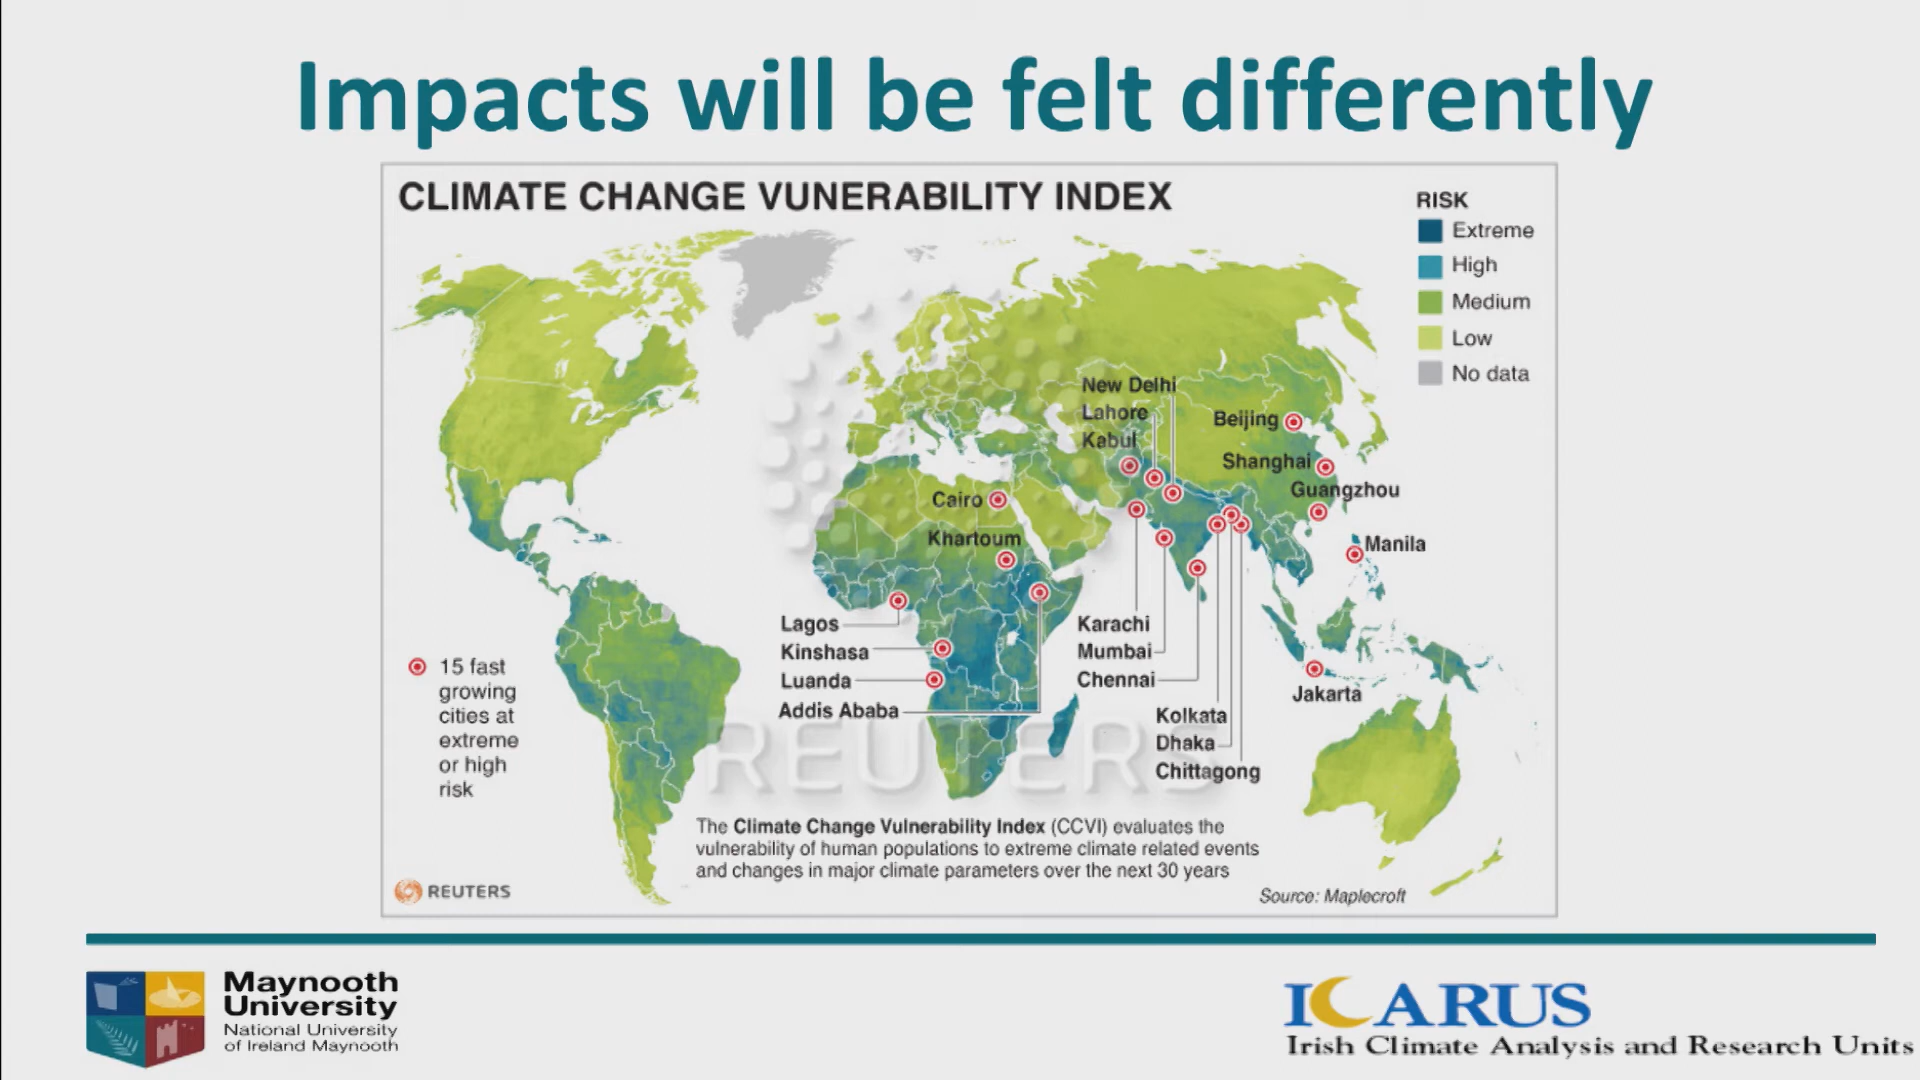 Impacts will be felt differently
CLIMATE CHANGE VUNERABILITY INDEX
RISK
Extreme
High
Medium
Low
No data
New Delhi
Lahore
Kabul
Beijing
Shanghai
Guangzhou
Cairo
Khartoum
Manila
Lagos
Kinshasa
Luanda
Addis Ababa
Karachi
Mumbai
Chennai
Kolkata
Dhaka
Chittagong
Jakarta
15 fast
growing
cities at
extreme
or high
risk
REUTERS
The Climate Change Vulnerability Index (CCVI) evaluates the
vulnerability of human populations to extreme climate related events
and changes in major climate parameters over the next 30 years
REUTERS
Source: Maplecroft
Maynooth
University
National University
of Ireland Maynooth
ICARUS
Irish Climate Analysis and Research Units